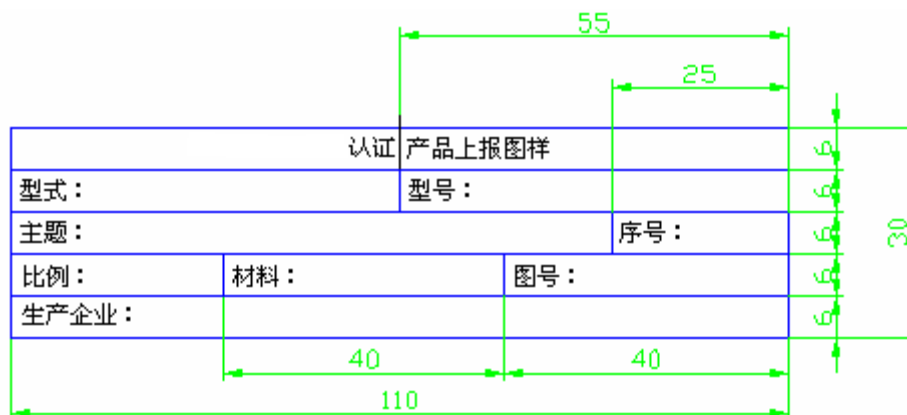 55
25
认证 产品上报图样
6
型式： 型号：
6
主题： 序号：
6
30
比例： 材料： 图号：
6
生产企业：
6
40 40
110